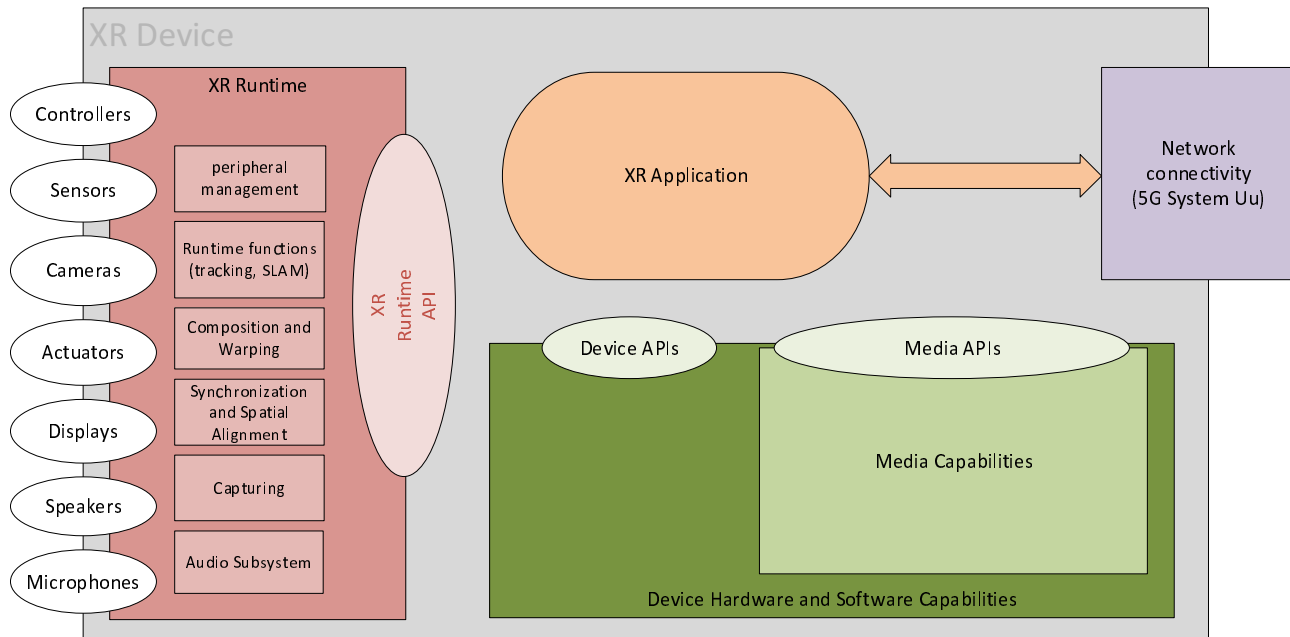 XR Device
XR Runtime
Controllers
Sensors
Cameras
Actuators
Displays
Speakers
Microphones
peripheral
management
Runtime functions
(tracking, SLAM)
Composition and
Warping
Synchronization
and Spatial
Alignment
Capturing
Audio Subsystem
XR
Runtime
API
XR Application
Network
connectivity
(5G System Uu)
Device APIs
Media APIs
Media Capabilities
Device Hardware and Software Capabilities